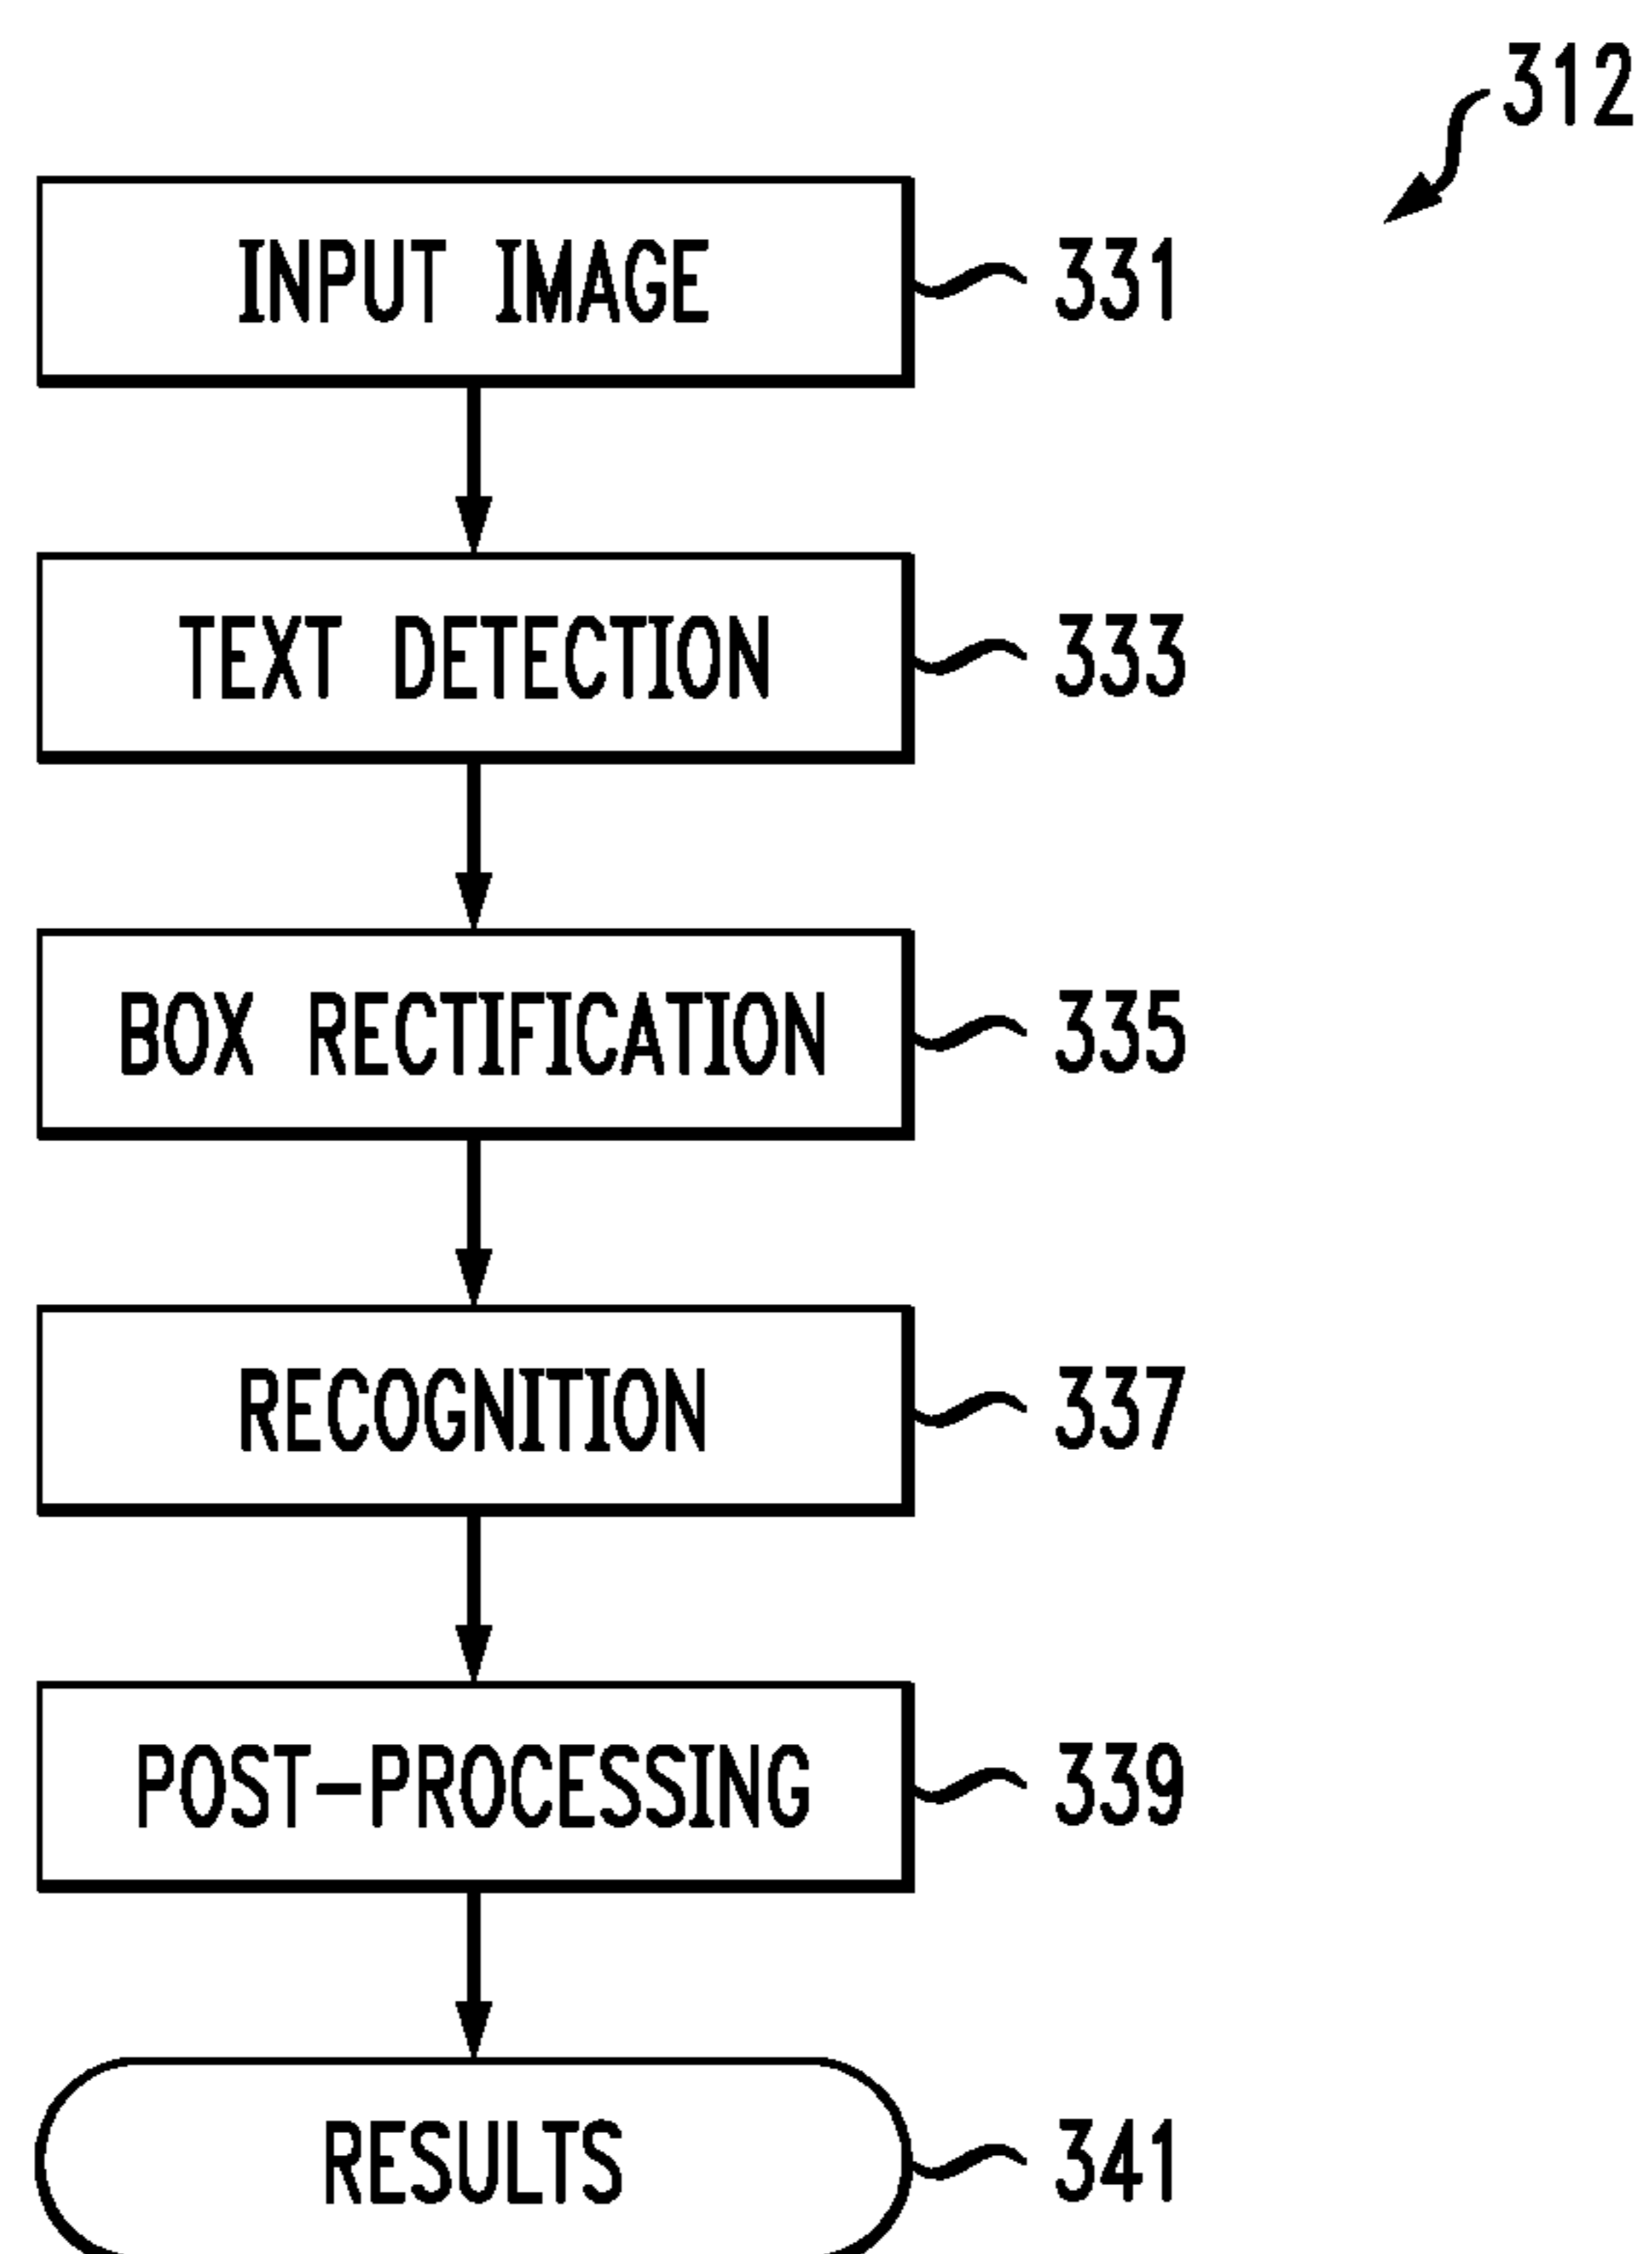 312
INPUT IMAGE 331
TEXT DETECTION 333
BOX RECTIFICATION 335
RECOGNITION 337
POST-PROCESSING 339
RESULTS 341